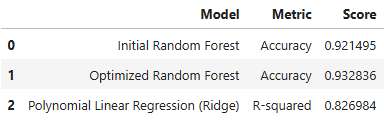 Model Metric Score
0 Initial Random Forest Accuracy 0.921495
1 Optimized Random Forest Accuracy 0.932836
2 Polynomial Linear Regression (Ridge) R-squared 0.826984